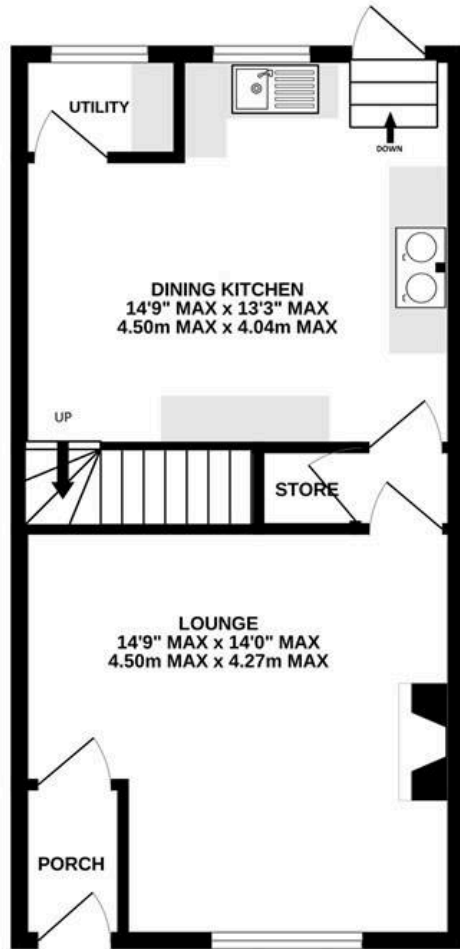 UTILITY
DOWN
DINING KITCHEN
14'9" MAX x 13'3" MAX
4.50m MAX x 4.04m MAX
UP
STORE
LOUNGE
14'9" MAX x 14'0" MAX
4.50m MAX x 4.27m MAX
PORCH